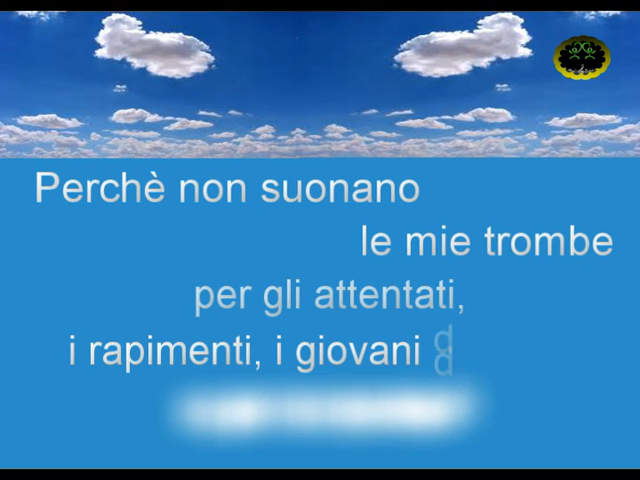 Perchè non suonano
le mie trombe
per gli attentati,
i rapimenti, i giovani